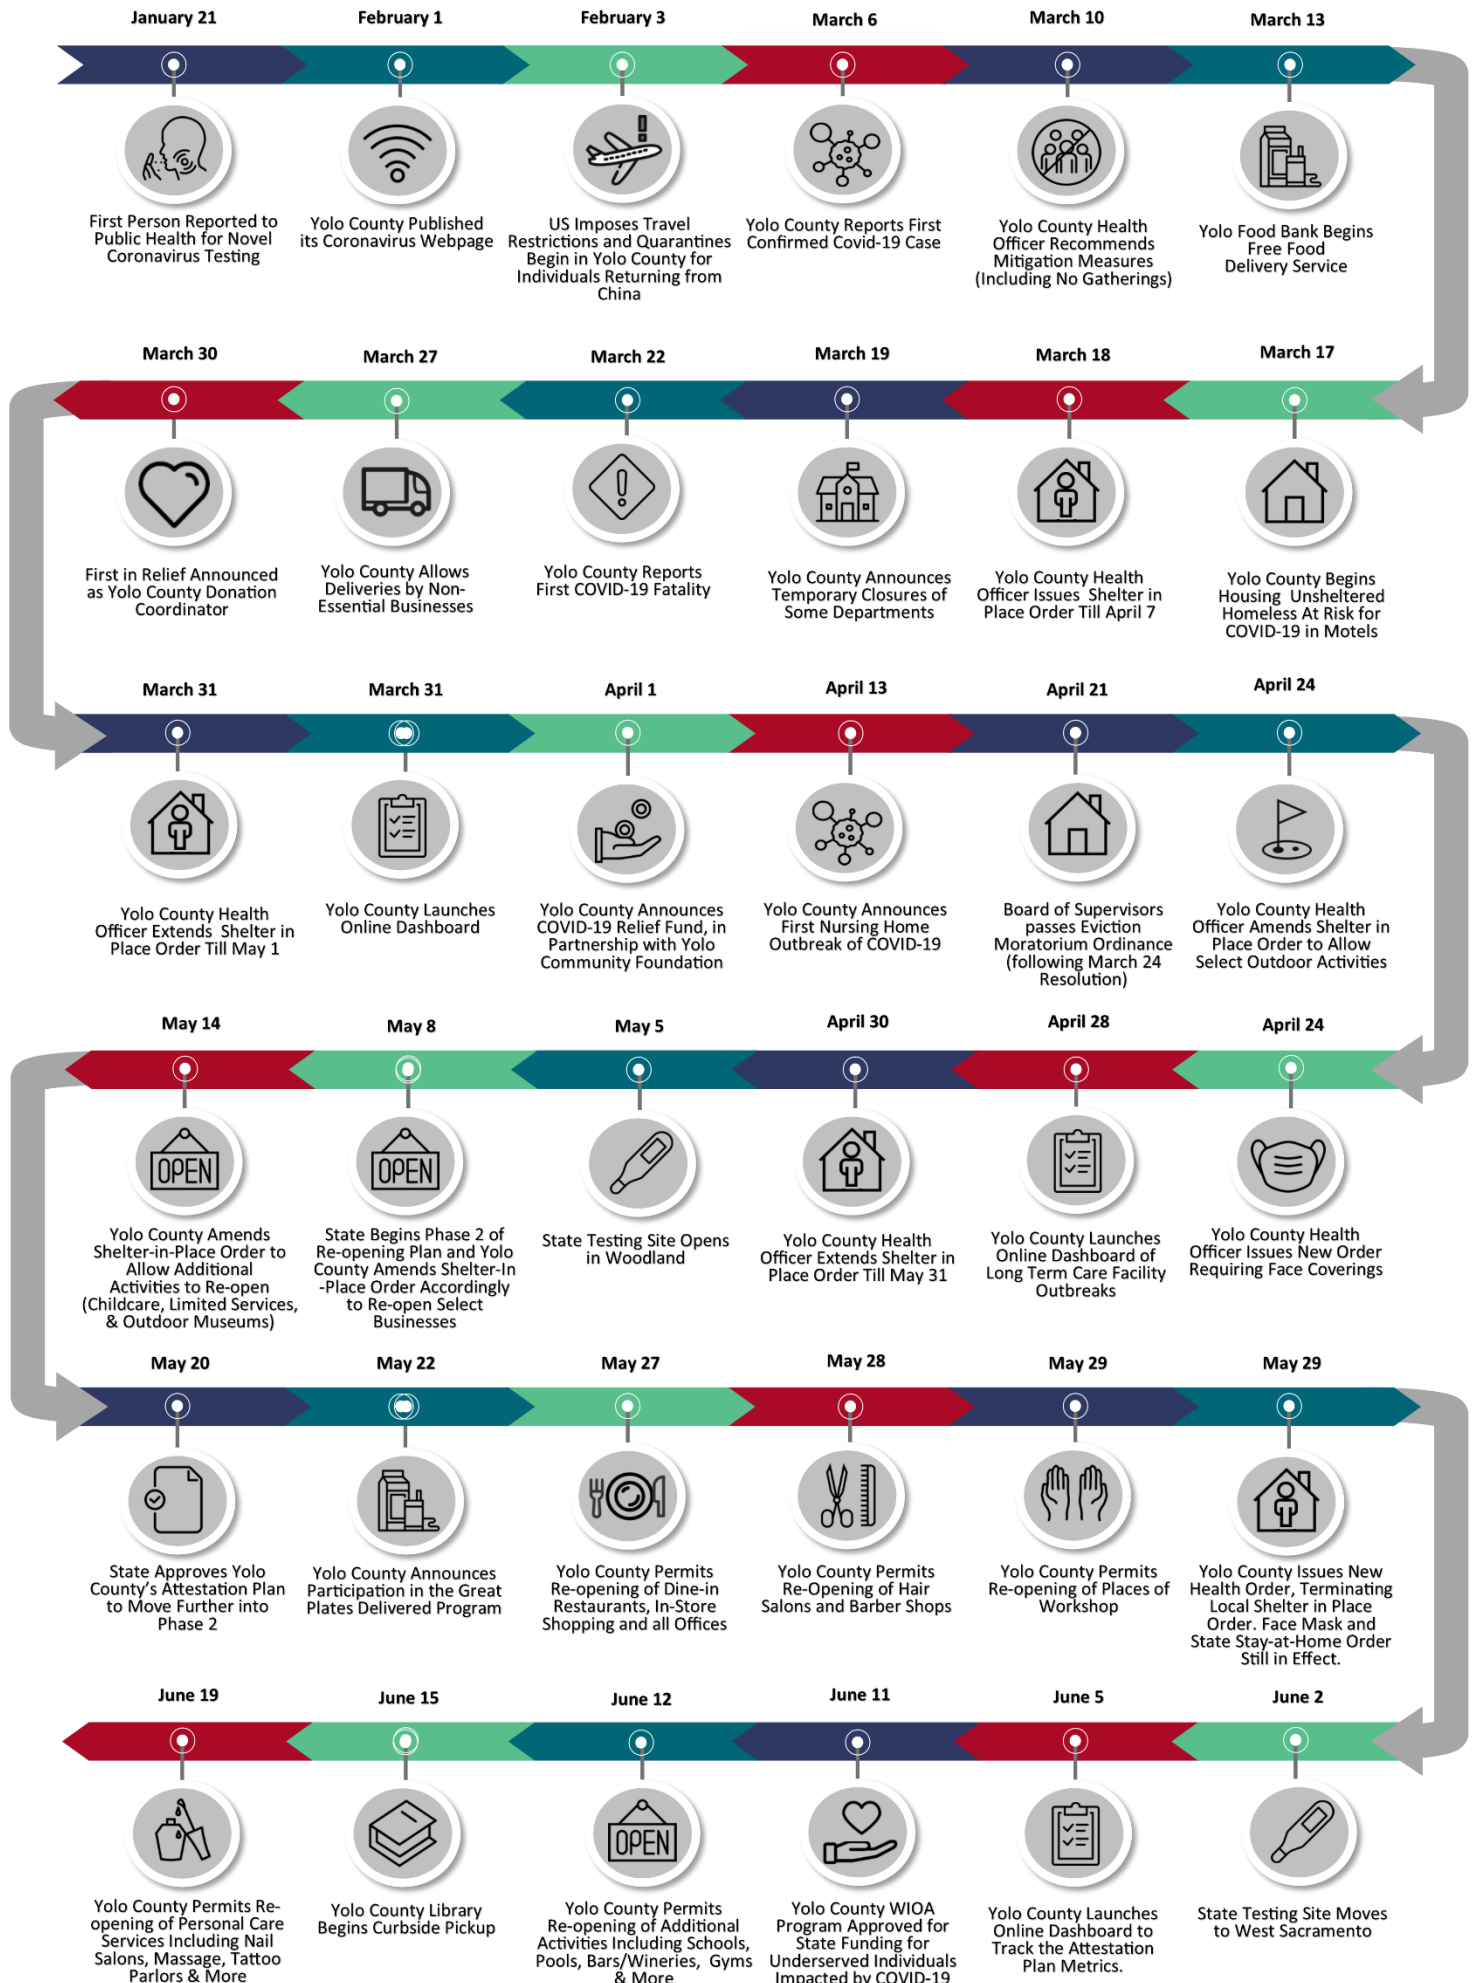 January 21
First Person Reported to
Public Health for Novel
Coronavirus Testing
February 1
Yolo County Published
its Coronavirus Webpage
February 3
US Imposes Travel
Restrictions and Quarantines
Begin in Yolo County for
Individuals Returning from
China
March 6
Yolo County Reports First
Confirmed Covid-19 Case
March 10
Yolo County Health
Officer Recommends
Mitigation Measures
(Including No Gatherings)
March 13
Yolo Food Bank Begins
Free Food
Delivery Service
March 17
Yolo County Begins
Housing Unsheltered
Homeless At Risk for
COVID-19 in Motels
March 18
Yolo County Health
Officer Issues Shelter in
Place Order Till April 7
March 19
Yolo County Announces
Temporary Closures of
Some Departments
March 22
Yolo County Reports
First COVID-19 Fatality
March 27
Yolo County Allows
Deliveries by Non-
Essential Businesses
March 30
First in Relief Announced
as Yolo County Donation
Coordinator
March 31
Yolo County Health
Officer Extends Shelter in
Place Order Till May 1
March 31
Yolo County Launches
Online Dashboard
April 1
Yolo County Announces
COVID-19 Relief Fund, in
Partnership with Yolo
Community Foundation
April 13
Yolo County Announces
First Nursing Home
Outbreak of COVID-19
April 21
Board of Supervisors
passes Eviction
Moratorium Ordinance
(following March 24
Resolution)
April 24
Yolo County Health
Officer Amends Shelter in
Place Order to Allow
Select Outdoor Activities
April 24
Yolo County Health
Officer Issues New Order
Requiring Face Coverings
April 28
Yolo County Launches
Online Dashboard of
Long Term Care Facility
Outbreaks
April 30
Yolo County Health
Officer Extends Shelter in
Place Order Till May 31
May 5
State Testing Site Opens
in Woodland
May 8
OPEN
State Begins Phase 2 of
Re-opening Plan and Yolo
County Amends Shelter-In
-Place Order Accordingly
to Re-open Select
Businesses
May 14
OPEN
Yolo County Amends
Shelter-in-Place Order to
Allow Additional
Activities to Re-open
(Childcare, Limited Services,
& Outdoor Museums)
May 20
State Approves Yolo
County's Attestation Plan
to Move Further into
Phase 2
May 22
Yolo County Announces
Participation in the Great
Plates Delivered Program
May 27
Yolo County Permits
Re-opening of Dine-in
Restaurants, In-Store
Shopping and all Offices
May 28
Yolo County Permits
Re-Opening of Hair
Salons and Barber Shops
May 29
Yolo County Permits
Re-opening of Places of
Workshop
May 29
Yolo County Issues New
Health Order, Terminating
Local Shelter in Place
Order. Face Mask and
State Stay-at-Home Order
Still in Effect.
June 2
State Testing Site Moves
to West Sacramento
June 5
Yolo County Launches
Online Dashboard to
Track the Attestation
Plan Metrics.
June 11
Yolo County WIOA
Program Approved for
State Funding for
Underserved Individuals
Impacted by COVID-19
June 12
OPEN
Yolo County Permits
Re-opening of Additional
Activities Including Schools,
Pools, Bars/Wineries, Gyms
& More
June 15
Yolo County Library
Begins Curbside Pickup
June 19
Yolo County Permits Re-
opening of Personal Care
Services Including Nail
Salons, Massage, Tattoo
Parlors & More